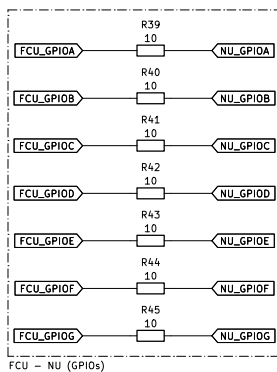 R39
10
FCU_GPIOA NU_GPIOA
R40
10
FCU_GPIOB NU_GPIOB
R41
10
FCU_GPIOC NU_GPIOC
R42
10
FCU_GPIOD NU_GPIOD
R43
10
FCU_GPIOE NU_GPIOE
R44
10
FCU_GPIOF NU_GPIOF
R45
10
FCU_GPIOG NU_GPIOG
FCU – NU (GPIOs)